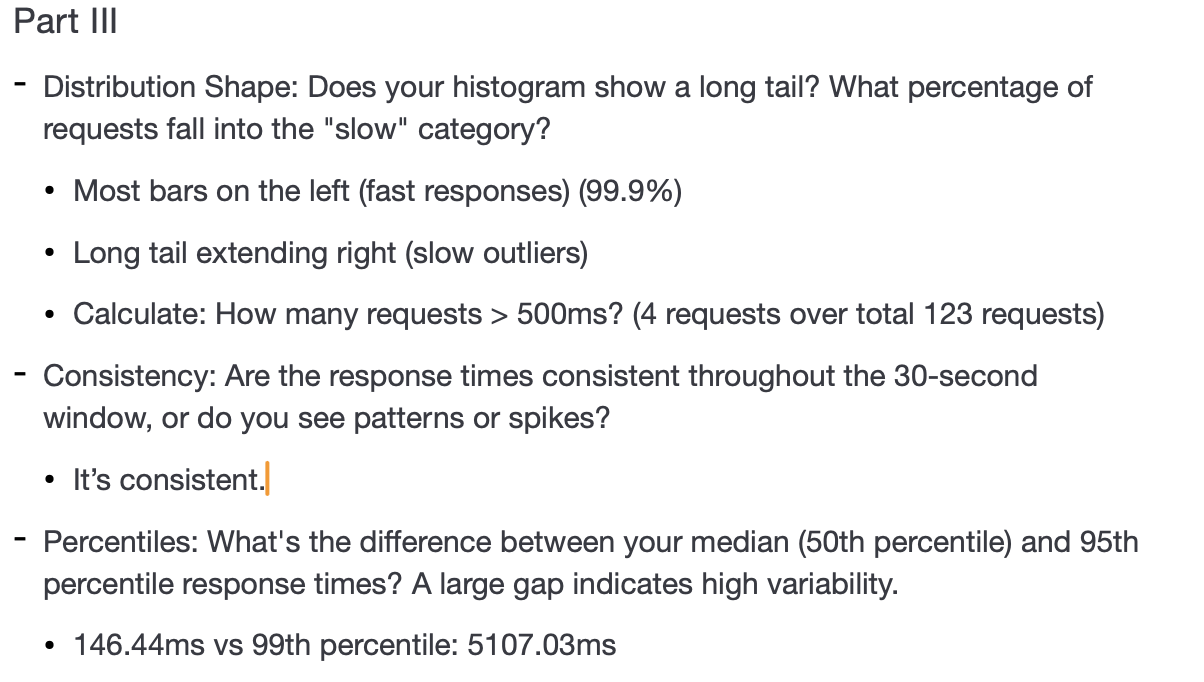 Part III
- Distribution Shape: Does your histogram show a long tail? What percentage of
requests fall into the "slow" category?
• Most bars on the left (fast responses) (99.9%)
• Long tail extending right (slow outliers)
• Calculate: How many requests > 500ms? (4 requests over total 123 requests)
- Consistency: Are the response times consistent throughout the 30-second
window, or do you see patterns or spikes?
• It’s consistent.
- Percentiles: What's the difference between your median (50th percentile) and 95th
percentile response times? A large gap indicates high variability.
• 146.44ms vs 99th percentile: 5107.03ms